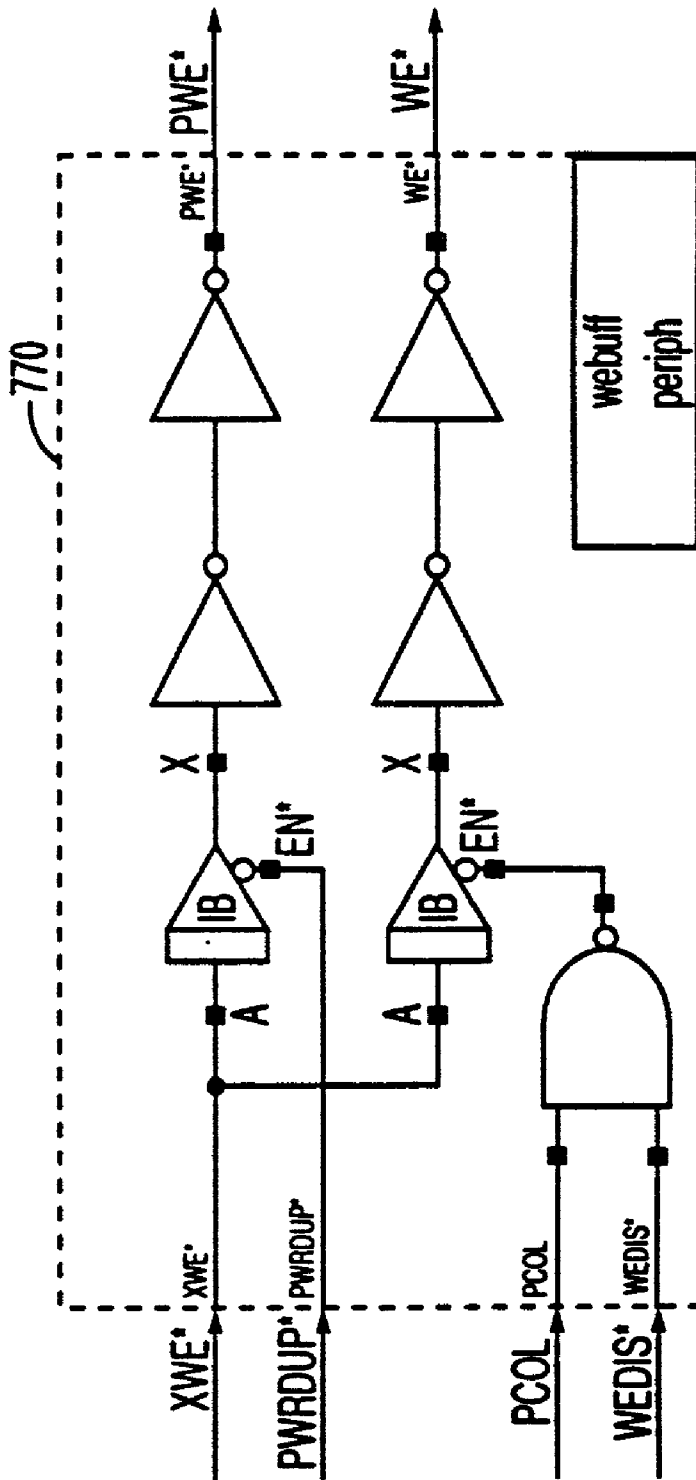 770
XWE*
XWE*
A
IB
X
EN*
PWE*
PWE*
PWRDUP*
PWRDUP*
A
IB
X
EN*
WE*
WE*
PCOL
PCOL
WEDIS*
WEDIS*
webuff
periph